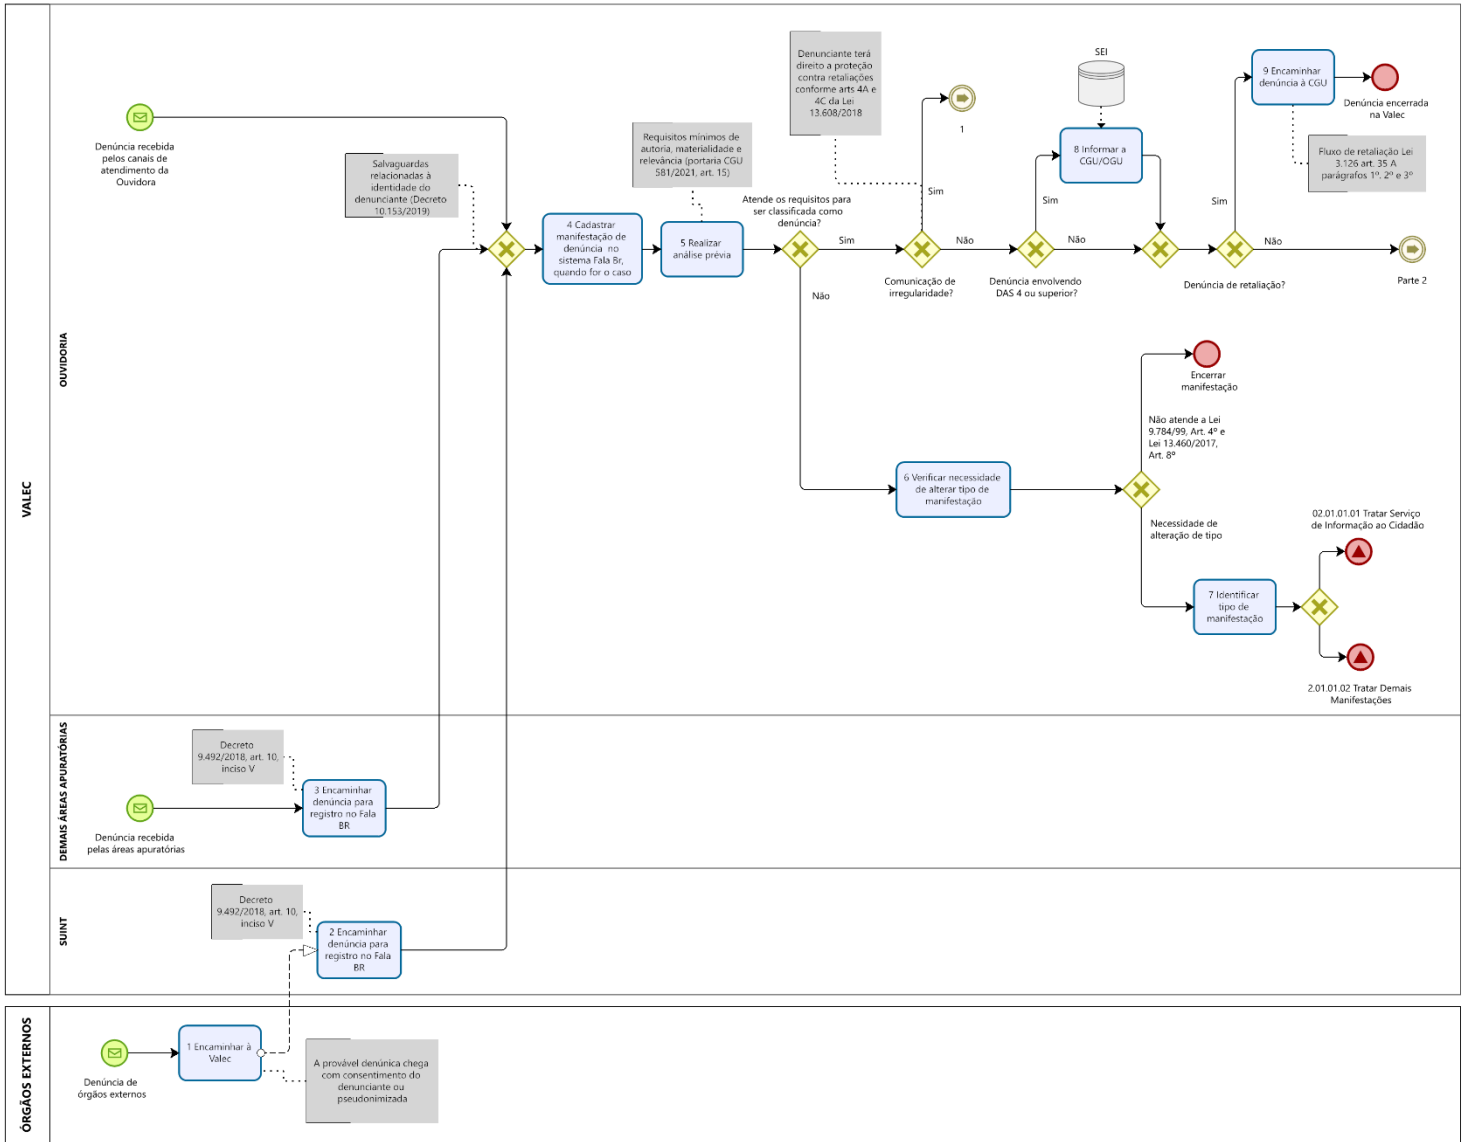 VALEC
OUVIDORIA
Denúncia recebida
pelos canais de
atendimento da
Ouvidora
Salvaguardas
relacionadas à
identidade do
denunciante (Decreto
10.153/2019)
4 Cadastrar
manifestação de
denúncia no
sistema Fala Br,
quando for o caso
Requisitos mínimos de
autoria, materialidade e
relevância (portaria CGU
581/2021, art. 15)
5 Realizar
análise prévia
Atende os requisitos para
ser classificada como
denúncia?
Sim
Não
Denunciante terá
direito a proteção
contra retaliações
conforme arts 4A e
4C da Lei
13.608/2018
Comunicação de
irregularidade?
Sim
1
Não
Denúncia envolvendo
DAS 4 ou superior?
Sim
Não
SEI
8 Informar a
CGU/OGU
Denúncia de retaliação?
Sim
Não
9 Encaminhar
denúncia à CGU
Denúncia encerrada
na Valec
Fluxo de retaliação Lei
3.126 art. 35 A
parágrafos 1º. 2º e 3º
Parte 2
6 Verificar necessidade
de alterar tipo de
manifestação
Encerrar
manifestação
Não atende a Lei
9.784/99, Art. 4º e
Lei 13.460/2017,
Art. 8º
Necessidade de
alteração de tipo
7 Identificar
tipo de
manifestação
02.01.01.01 Tratar Serviço
de Informação ao Cidadão
2.01.01.02 Tratar Demais
Manifestações
DEMAIS ÁREAS APURATÓRIAS
Denúncia recebida
pelas áreas apuratórias
Decreto
9.492/2018, art. 10,
inciso V
3 Encaminhar
denúncia para
registro no Fala
BR
SUINT
Decreto
9.492/2018, art. 10,
inciso V
2 Encaminhar
denúncia para
registro no Fala
BR
ÓRGÃOS EXTERNOS
Denúncia de
órgãos externos
1 Encaminhar à
Valec
A provável denúnica chega
com consentimento do
denunciante ou
pseudonimizada